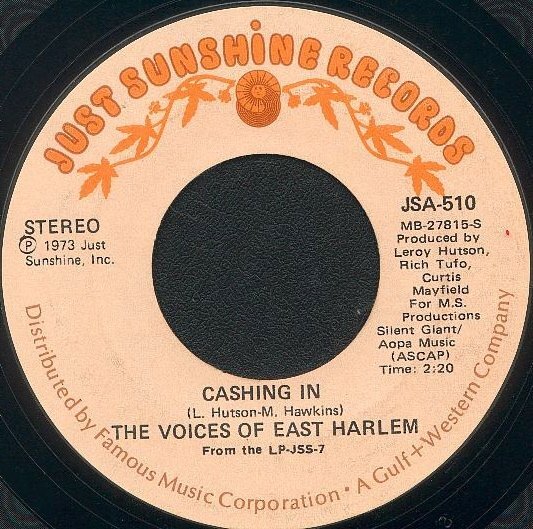 JUST SUNSHINE RECORDS
STEREO
Ⓟ 1973 Just
Sunshine, Inc.
JSA-510
MB-27815-S
Produced by
Leroy Hutson,
Rich Tufo,
Curtis
Mayfield
For M.S.
Productions
Silent Giant/
Aopa Music
(ASCAP)
Time: 2:20
CASHING IN
(L. Hutson-M. Hawkins)
THE VOICES OF EAST HARLEM
From the LP-JSS-7
Distributed by Famous Music Corporation • A Gulf + Western Company